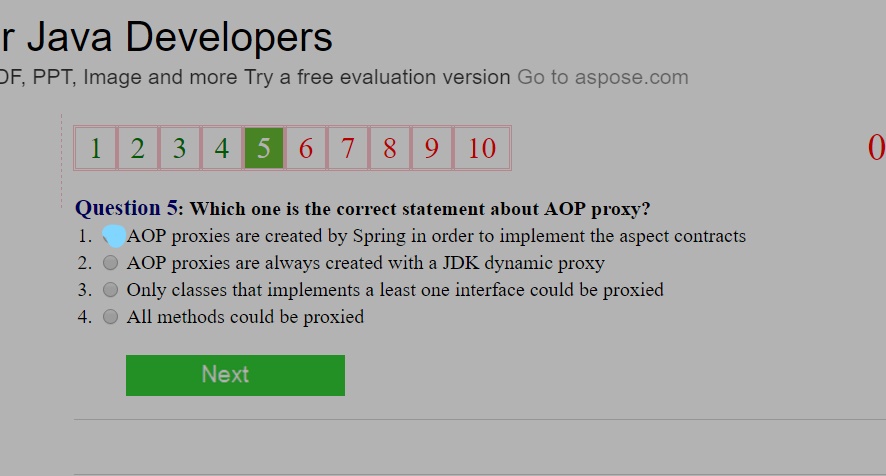 r Java Developers
DF, PPT, Image and more Try a free evaluation version Go to aspose.com
1 2 3 4 5 6 7 8 9 10 0
Question 5: Which one is the correct statement about AOP proxy?
1. AOP proxies are created by Spring in order to implement the aspect contracts
2. AOP proxies are always created with a JDK dynamic proxy
3. Only classes that implements a least one interface could be proxied
4. All methods could be proxied
Next